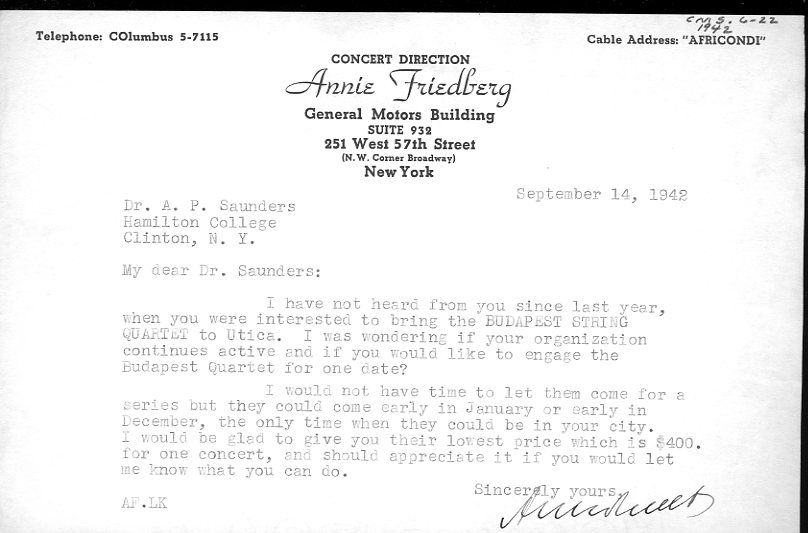 CMS. 6-22
1942
Telephone: COlumbus 5-7115
Cable Address: "AFRICONDI"
CONCERT DIRECTION
Annie Friedberg
General Motors Building
SUITE 932
251 West 57th Street
(N. W. Corner Broadway)
New York
September 14, 1942
Dr. A. P. Saunders
Hamilton College
Clinton, N. Y.
My dear Dr. Saunders:
I have not heard from you since last year,
when you were interested to bring the BUDAPEST STRING
QUARTET to Utica. I was wondering if your organization
continues active and if you would like to engage the
Budapest Quartet for one date?
I would not have time to let them come for a
series but they could come early in January or early in
December, the only time when they could be in your city.
I would be glad to give you their lowest price which is $400.
for one concert, and should appreciate it if you would let
me know what you can do.
Sincerely yours,
AF.LK